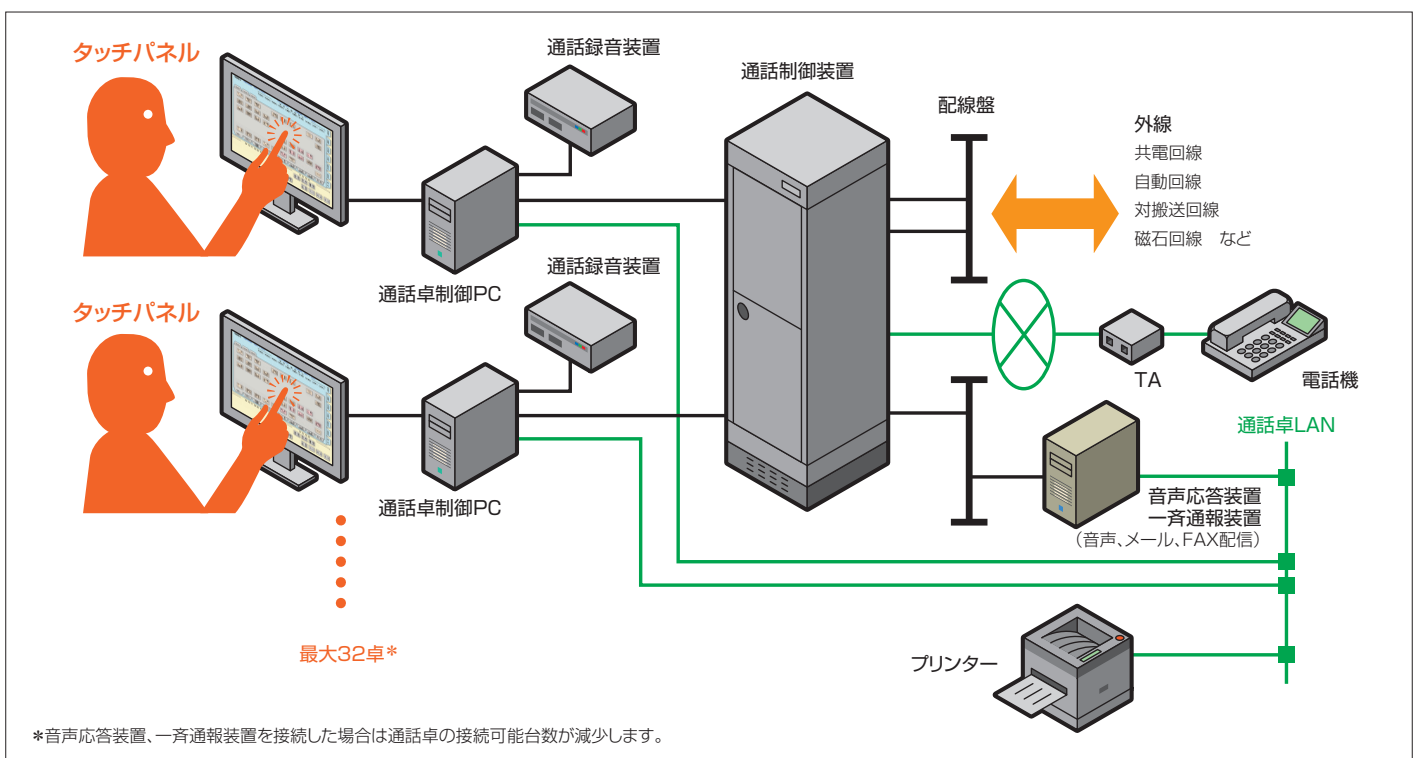 タッチパネル
通話録音装置
通話制御装置
配線盤
外線
共電回線
自動回線
対搬送回線
磁石回線　など
通話卓制御PC
通話録音装置
タッチパネル
TA
電話機
通話卓LAN
通話卓制御PC
音声応答装置
一斉通報装置
（音声、メール、FAX配信）
最大32卓*
プリンター
*音声応答装置、一斉通報装置を接続した場合は通話卓の接続可能台数が減少します。